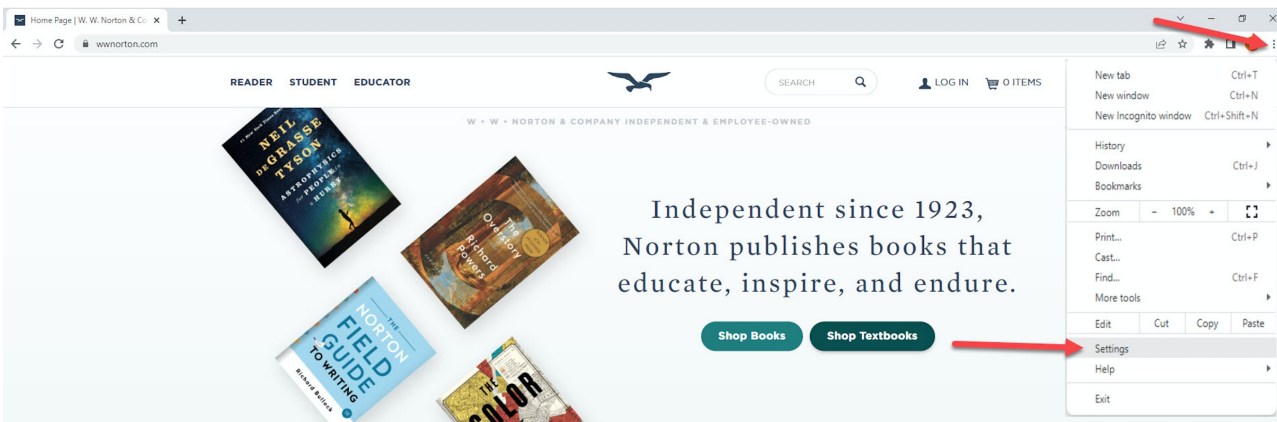 Home Page | W. W. Norton & Co
wwnorton.com
READER STUDENT EDUCATOR
SEARCH
LOG IN
0 ITEMS
W • W • NORTON & COMPANY INDEPENDENT & EMPLOYEE-OWNED
NEIL
DEGRASSE
TYSON
ASTROPHYSICS
for PEOPLE in
a HURRY
The
Overstory
Richard
Powers
THE
NORTON
FIELD
GUIDE
TO WRITING
Richard Bullock
THE
COLOR
Independent since 1923,
Norton publishes books that
educate, inspire, and endure.
Shop Books
Shop Textbooks
New tab Ctrl+T
New window Ctrl+N
New Incognito window Ctrl+Shift+N
History
Downloads Ctrl+J
Bookmarks
Zoom - 100% +
Print... Ctrl+P
Cast...
Find... Ctrl+F
More tools
Edit Cut Copy Paste
Settings
Help
Exit